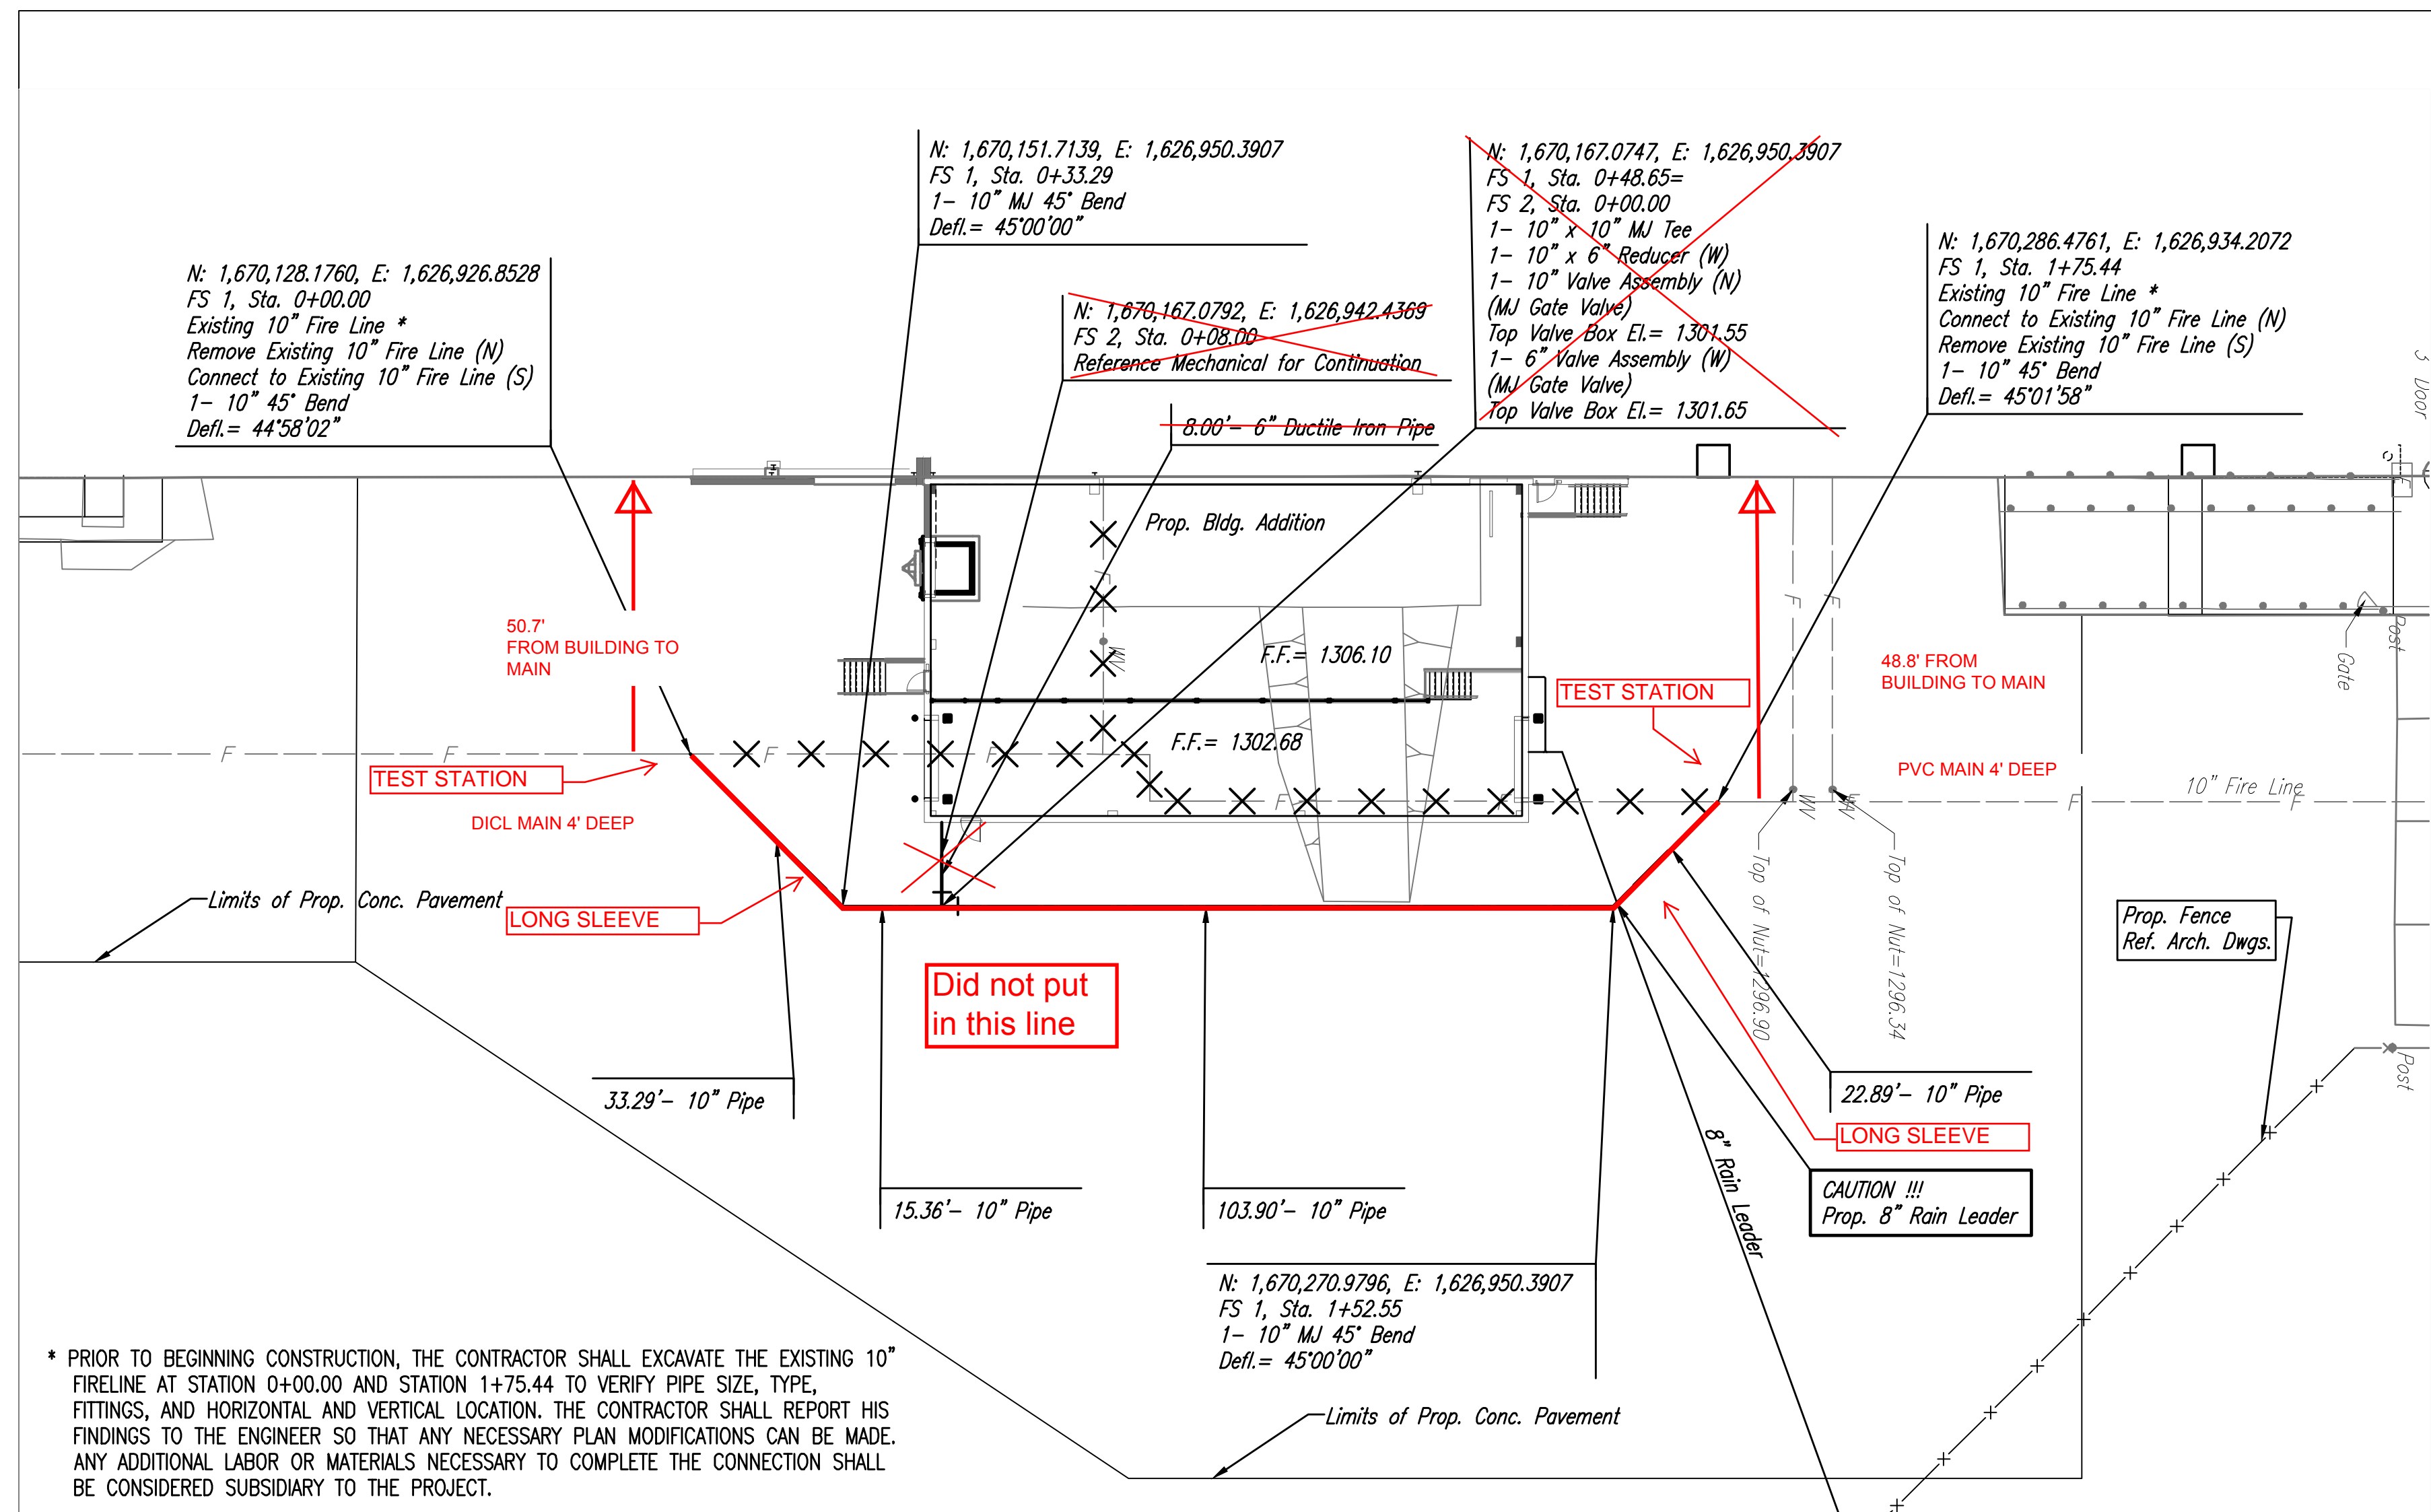 N: 1,670,151.7139, E: 1,626,950.3907
FS 1, Sta. 0+33.29
1- 10" MJ 45° Bend
Defl.= 45°00'00"
N: 1,670,167.0747, E: 1,626,950.3907
FS 1, Sta. 0+48.65=
FS 2, Sta. 0+00.00
1- 10" x 10" MJ Tee
1- 10" x 6" Reducer (W)
1- 10" Valve Assembly (N)
(MJ Gate Valve)
Top Valve Box El.= 1301.55
1- 6" Valve Assembly (W)
(MJ Gate Valve)
Top Valve Box El.= 1301.65
N: 1,670,286.4761, E: 1,626,934.2072
FS 1, Sta. 1+75.44
Existing 10" Fire Line *
Connect to Existing 10" Fire Line (N)
Remove Existing 10" Fire Line (S)
1- 10" 45° Bend
Defl.= 45°01'58"
N: 1,670,128.1760, E: 1,626,926.8528
FS 1, Sta. 0+00.00
Existing 10" Fire Line *
Remove Existing 10" Fire Line (N)
Connect to Existing 10" Fire Line (S)
1- 10" 45° Bend
Defl.= 44°58'02"
N: 1,670,167.0792, E: 1,626,942.4369
FS 2, Sta. 0+08.00
Reference Mechanical for Continuation
8.00'- 6" Ductile Iron Pipe
3' Door
Prop. Bldg. Addition
F
WV
F.F.= 1306.10
F.F.= 1302.68
50.7'
FROM BUILDING TO
MAIN
48.8' FROM
BUILDING TO MAIN
TEST STATION
TEST STATION
F
F
Post
Gate
F
F
F
F
F
F
F
F
WV
WV
PVC MAIN 4' DEEP
10" Fire Line
DICL MAIN 4' DEEP
Top of Nut=1296.90
Top of Nut=1296.34
Limits of Prop. Conc. Pavement
LONG SLEEVE
Prop. Fence
Ref. Arch. Dwgs.
Did not put
in this line
Post
33.29'- 10" Pipe
22.89'- 10" Pipe
LONG SLEEVE
8" Rain Leader
CAUTION !!!
Prop. 8" Rain Leader
15.36'- 10" Pipe
103.90'- 10" Pipe
N: 1,670,270.9796, E: 1,626,950.3907
FS 1, Sta. 1+52.55
1- 10" MJ 45° Bend
Defl.= 45°00'00"
Limits of Prop. Conc. Pavement
* PRIOR TO BEGINNING CONSTRUCTION, THE CONTRACTOR SHALL EXCAVATE THE EXISTING 10"
FIRELINE AT STATION 0+00.00 AND STATION 1+75.44 TO VERIFY PIPE SIZE, TYPE,
FITTINGS, AND HORIZONTAL AND VERTICAL LOCATION. THE CONTRACTOR SHALL REPORT HIS
FINDINGS TO THE ENGINEER SO THAT ANY NECESSARY PLAN MODIFICATIONS CAN BE MADE.
ANY ADDITIONAL LABOR OR MATERIALS NECESSARY TO COMPLETE THE CONNECTION SHALL
BE CONSIDERED SUBSIDIARY TO THE PROJECT.